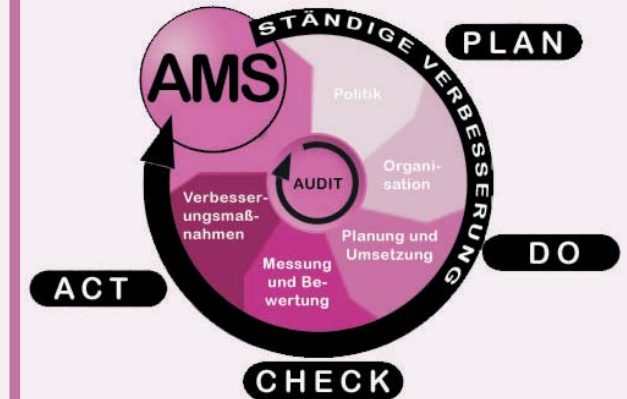 AMS
STÄNDIGE VERBESSERUNG
PLAN
Politik
Organi-
sation
AUDIT
Verbesser-
ungsmaß-
nahmen
Planung und
Umsetzung
Messung
und Be-
wertung
DO
ACT
CHECK